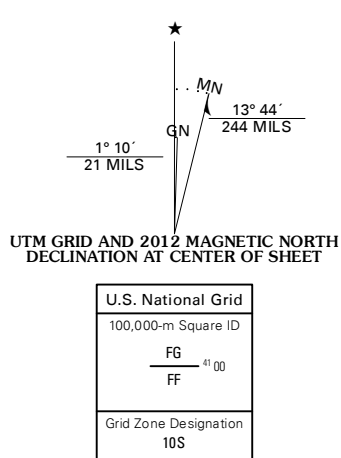 ★
MN
GN
13° 44´
244 MILS
1° 10´
21 MILS
UTM GRID AND 2012 MAGNETIC NORTH
DECLINATION AT CENTER OF SHEET
U.S. National Grid
100,000-m Square ID
FG
41 00
FF
Grid Zone Designation
10S